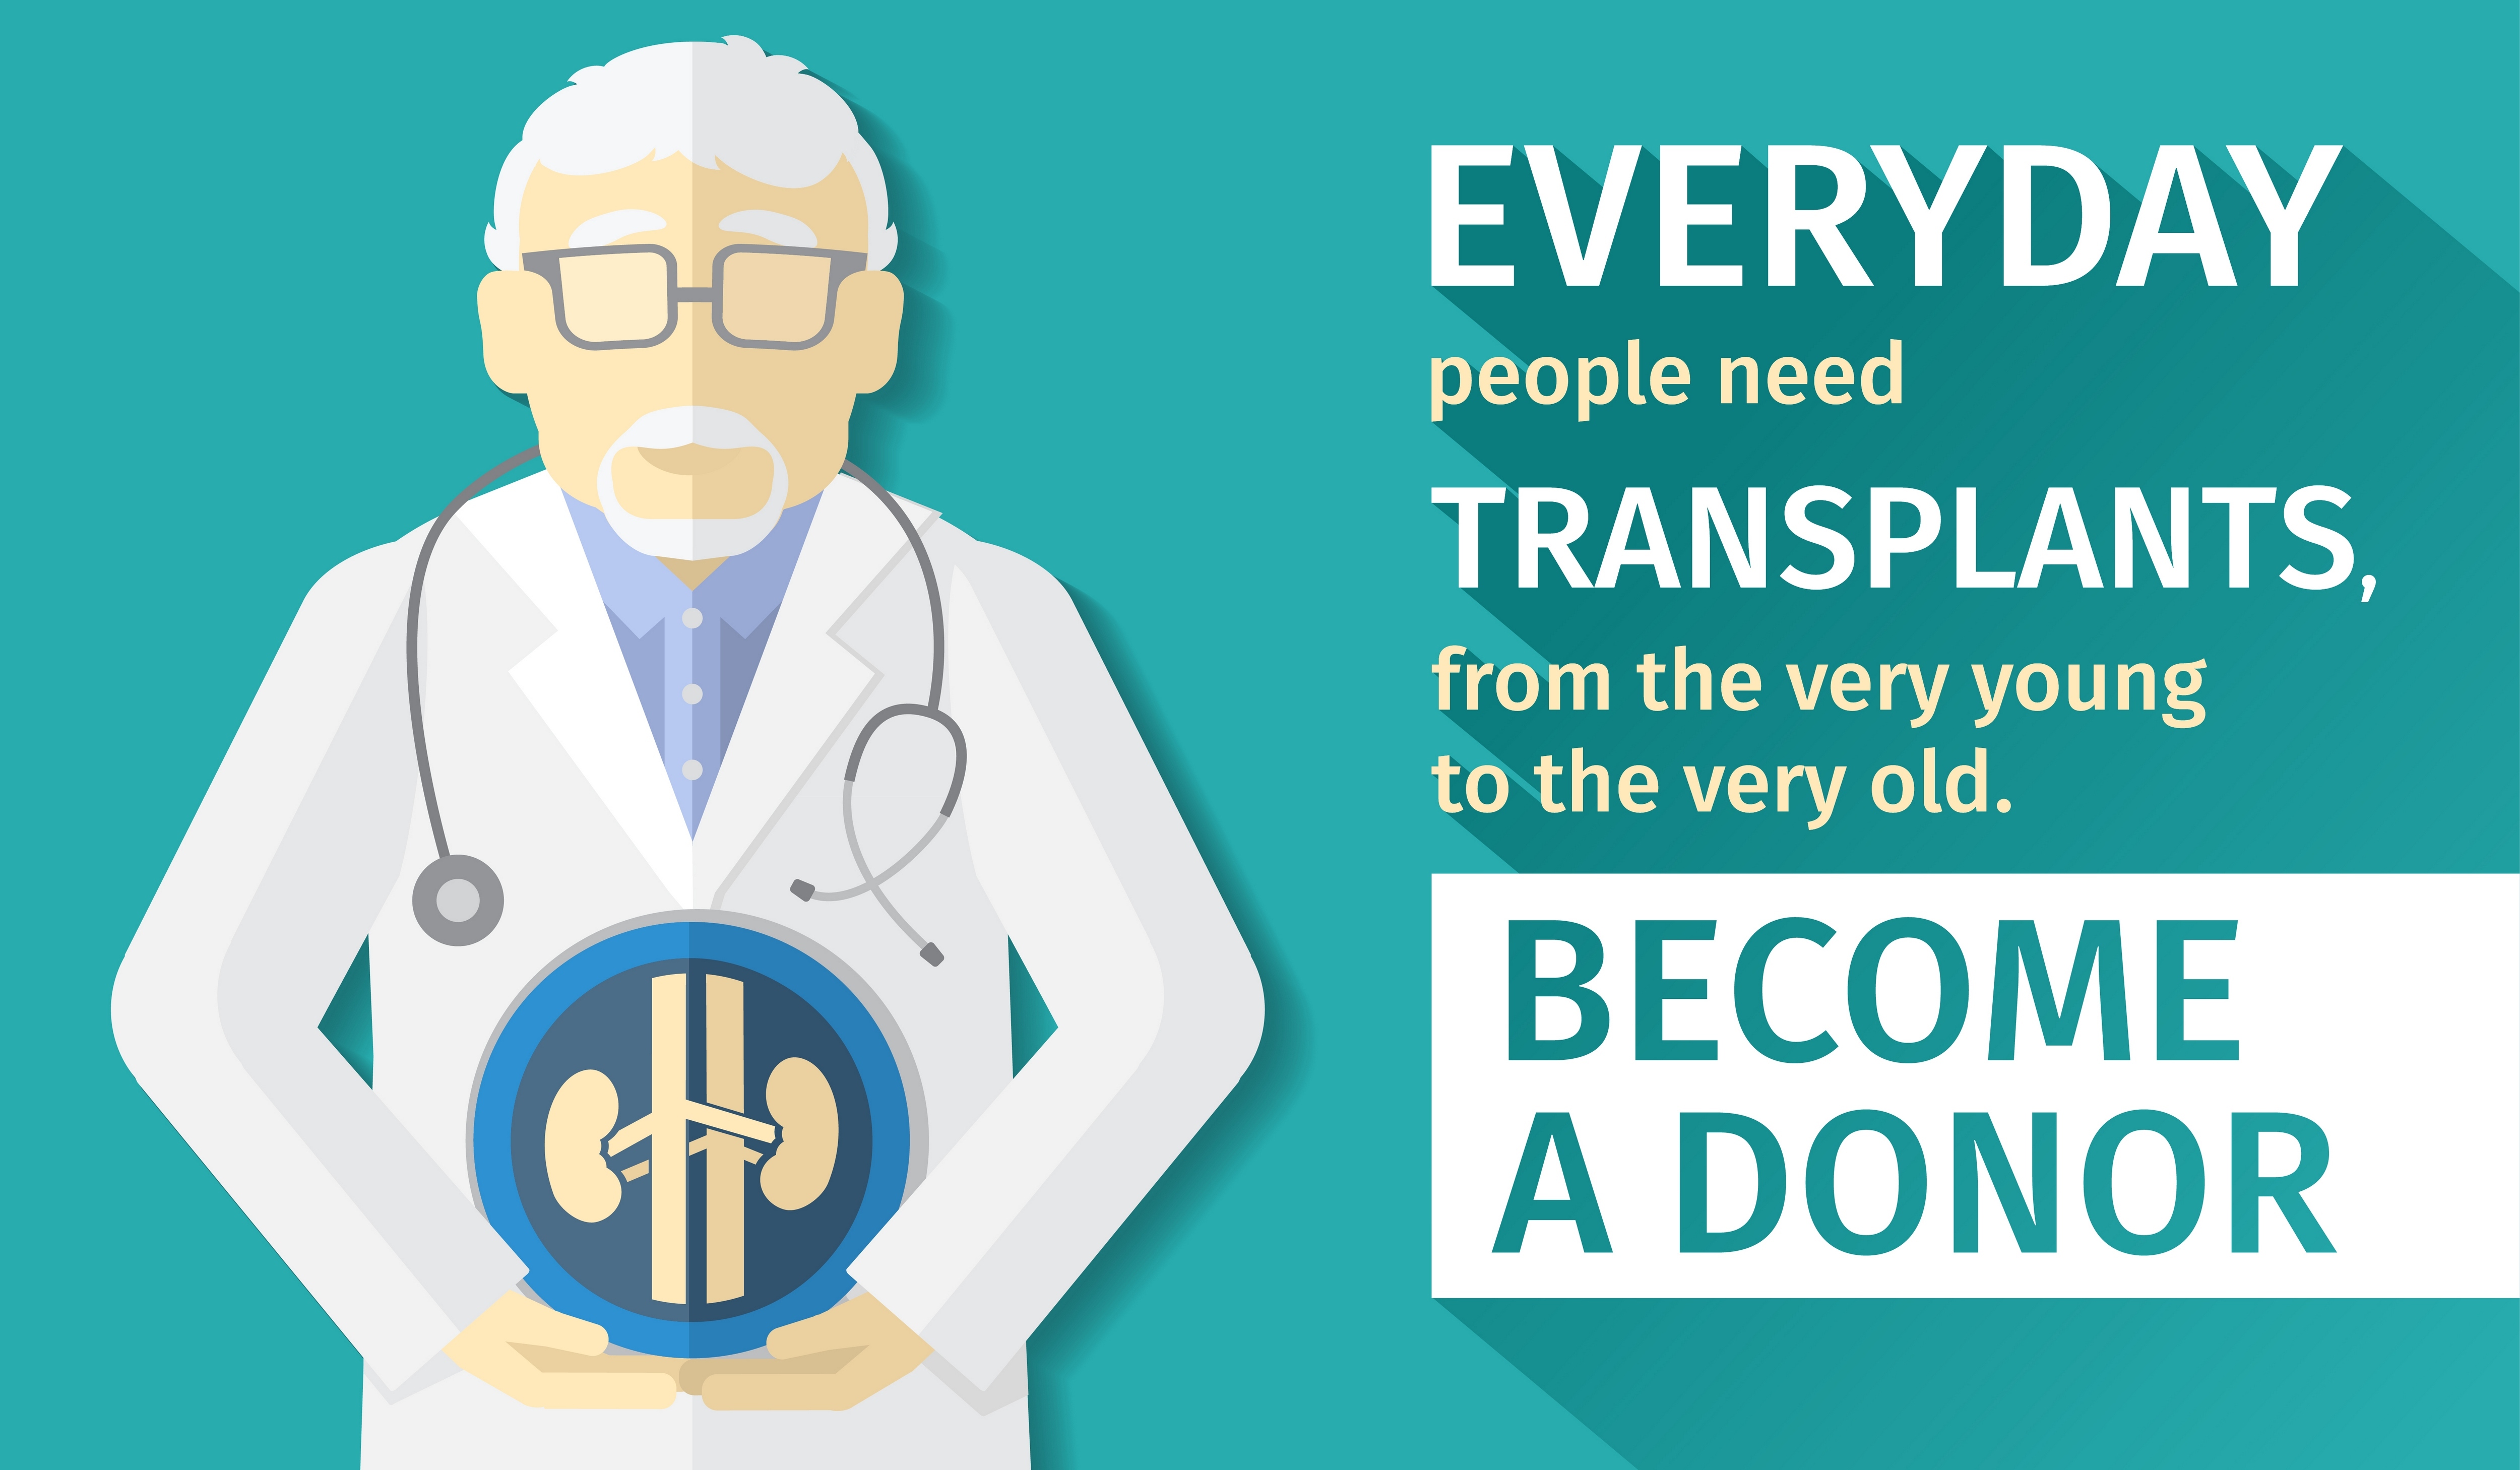 EVERYDAY
people need
TRANSPLANTS,
from the very young
to the very old.
BECOME
A DONOR